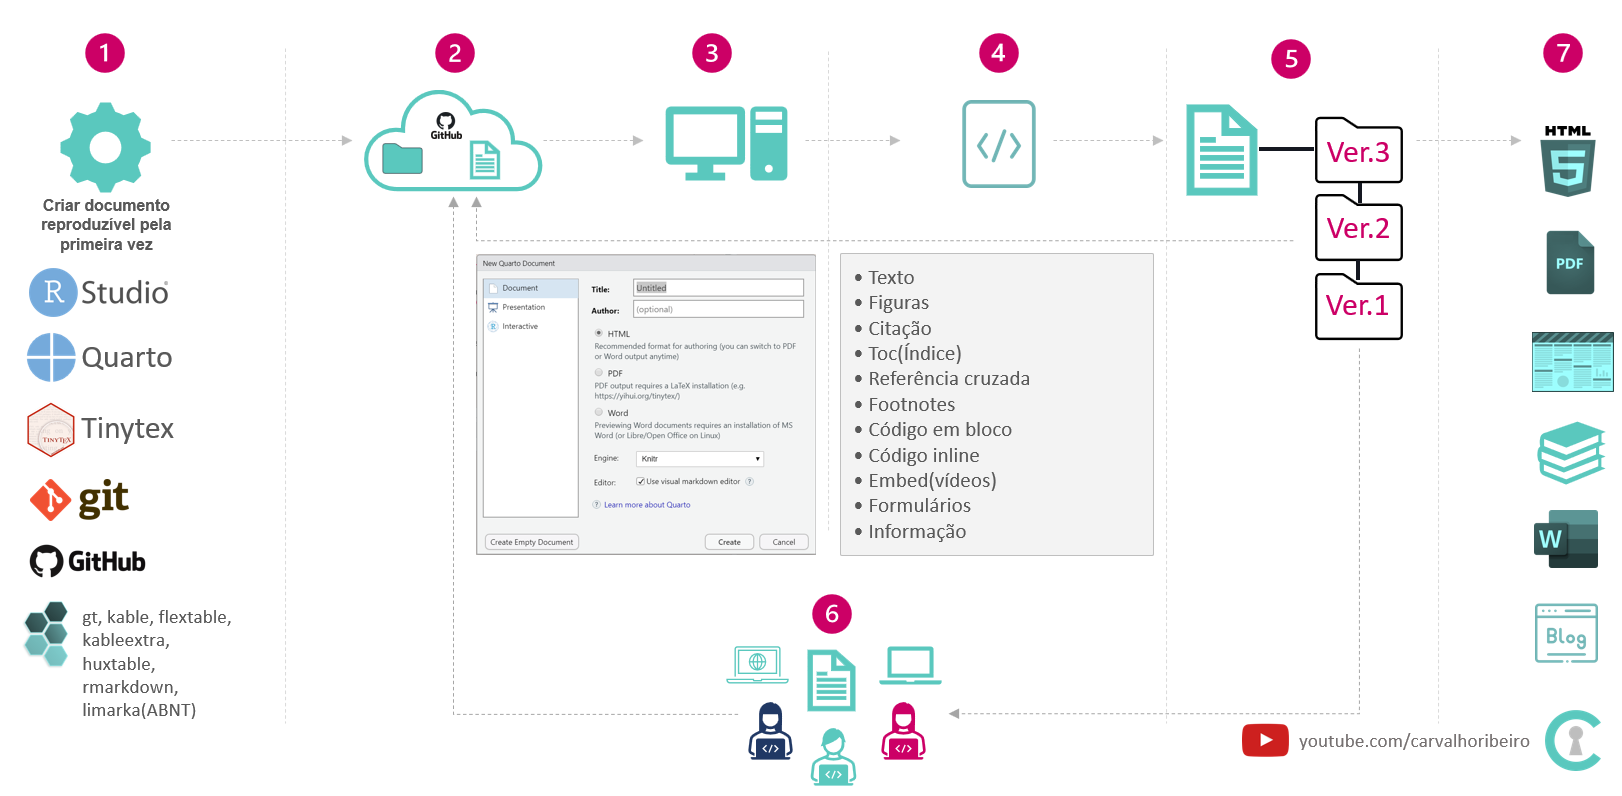 1
2
3
4
5
7
GitHub
</>
Ver.3
Ver.2
Ver.1
HTML
5
Criar documento
reproduzível pela
primeira vez
R Studio
Quarto
TINYTEX
Tinytex
git
GitHub
gt, kable, flextable,
kableextra,
huxtable,
rmarkdown,
limarka(ABNT)
New Quarto Document
Document
Presentation
Interactive
Title:
Untitled
Author:
(optional)
HTML
Recommended format for authoring (you can switch to PDF
or Word output anytime)
PDF
PDF output requires a LaTeX installation (e.g.
https://yihui.org/tinytex/)
Word
Previewing Word documents requires an installation of MS
Word (or Libre/Open Office on Linux)
Engine:
Knitr
Editor:
Use visual markdown editor
?
? Learn more about Quarto
Create Empty Document
Create
Cancel
• Texto
• Figuras
• Citação
• Toc(Índice)
• Referência cruzada
• Footnotes
• Código em bloco
• Código inline
• Embed(vídeos)
• Formulários
• Informação
PDF
W
Blog
6
</>
</>
</>
youtube.com/carvalhoribeiro